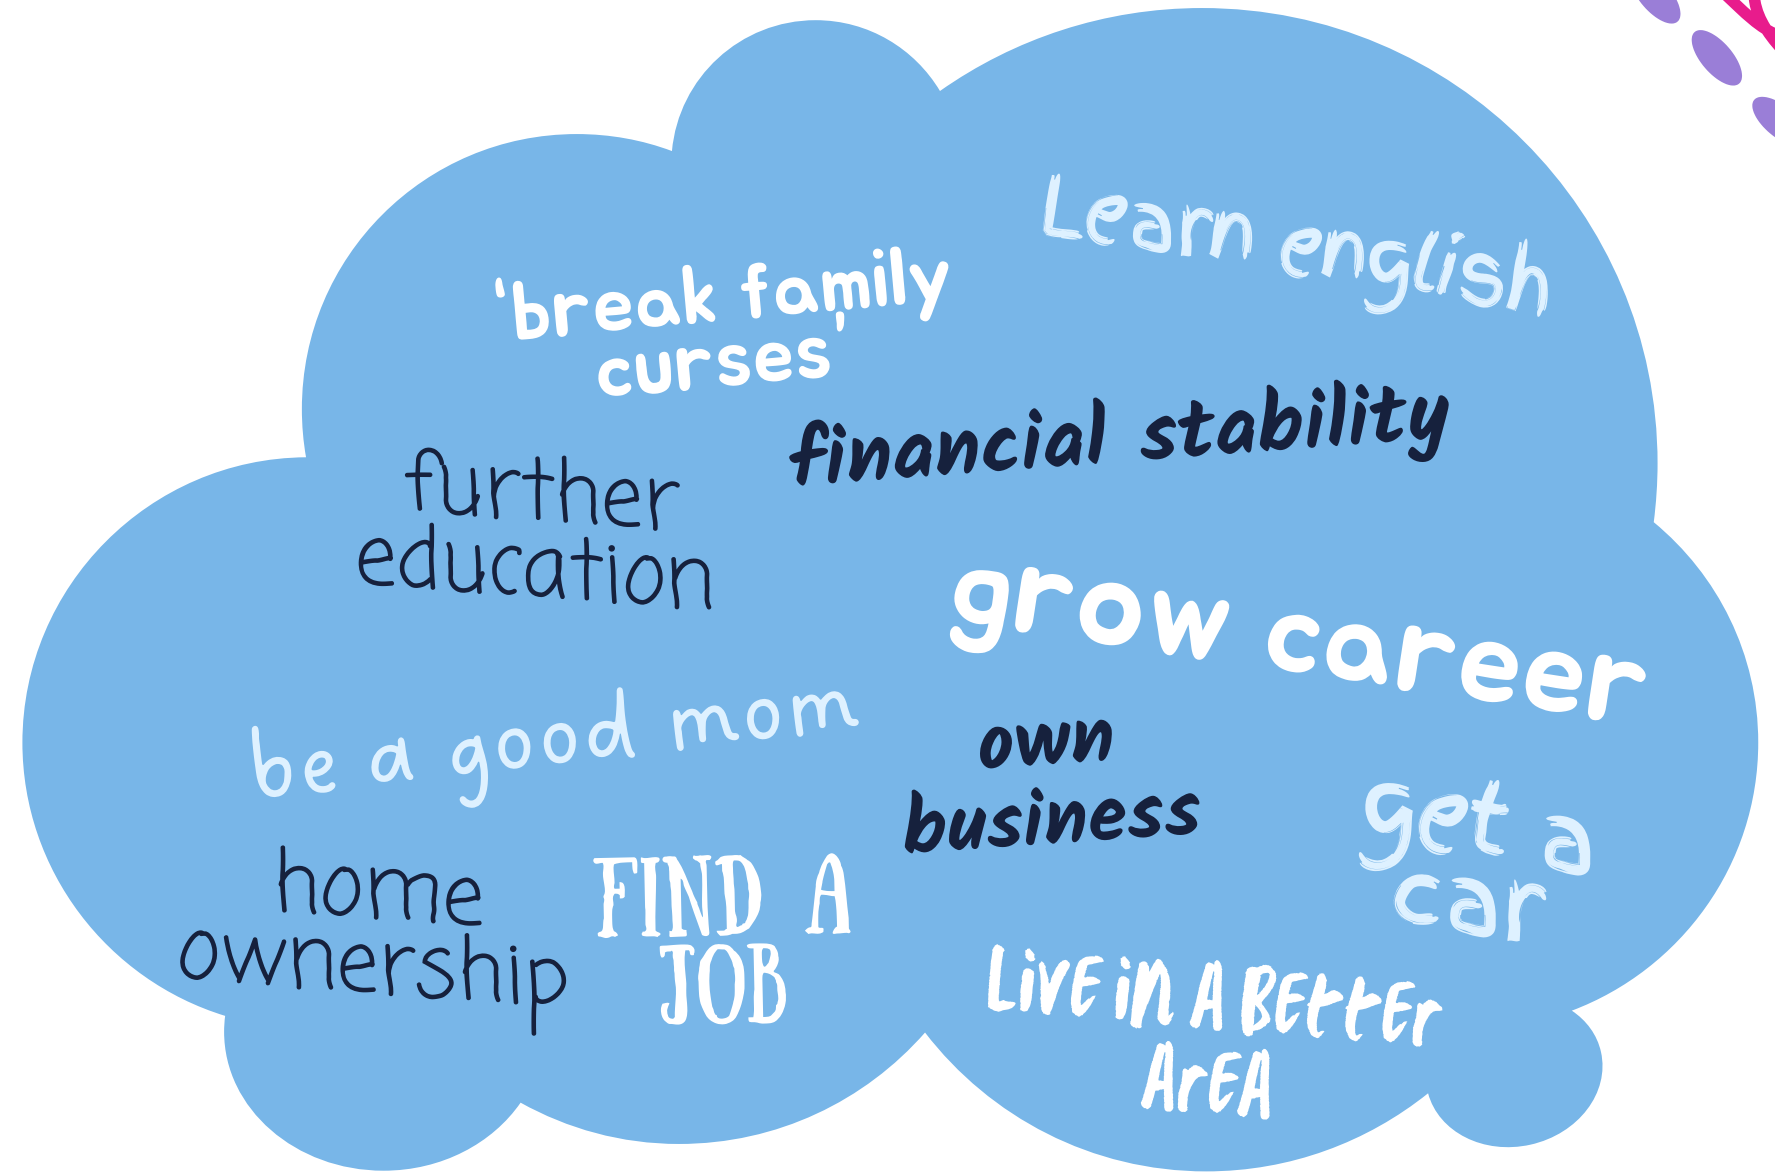 Learn english
'break family
curses'
financial stability
further
education
grow career
be a good mom
own
business
get a
car
home
ownership
FIND A
JOB
LivE in A BEttEr
ArEA